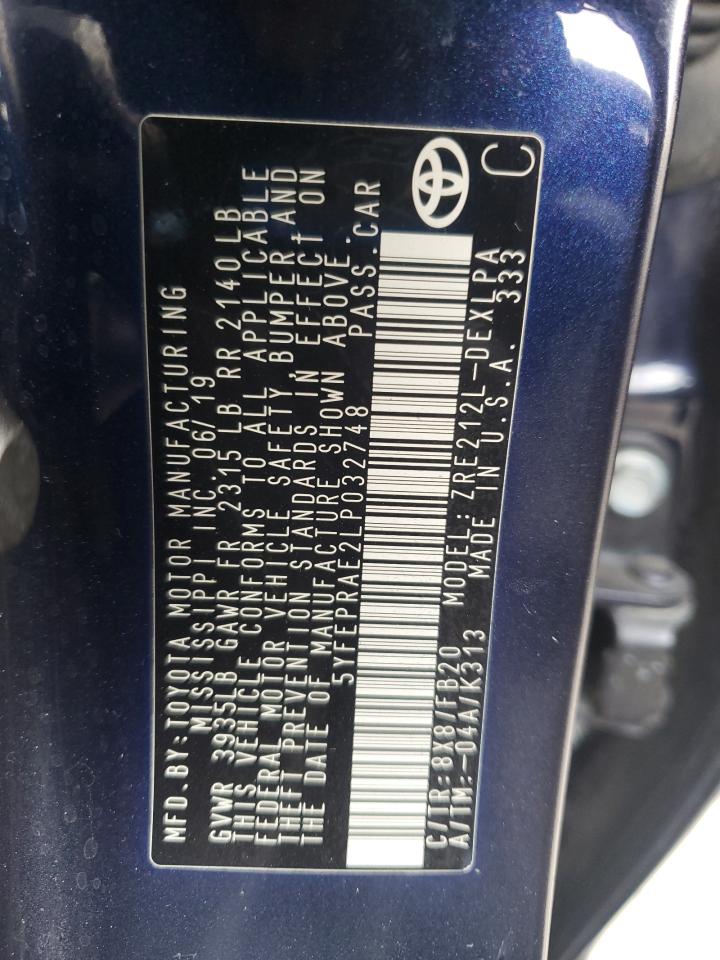 MFD.BY:TOYOTA MOTOR MANUFACTURING
MISSISSIPPI INC. 06/19
GVWR 3935LB GAWR FR 2315 LB RR 2140LB
THIS VEHICLE CONFORMS TO ALL APPLICABLE
FEDERAL MOTOR VEHICLE SAFETY, BUMPER AND
THEFT PREVENTION STANDARDS IN EFFECT ON
THE DATE OF MANUFACTURE SHOWN ABOVE.
5YFEPRAE2LP032748 PASS.CAR
C/TR:8X8/FB20 MODEL:ZRE212L-DEXLPA
A/TM:-04A/K313 MADE IN U.S.A. 333
C